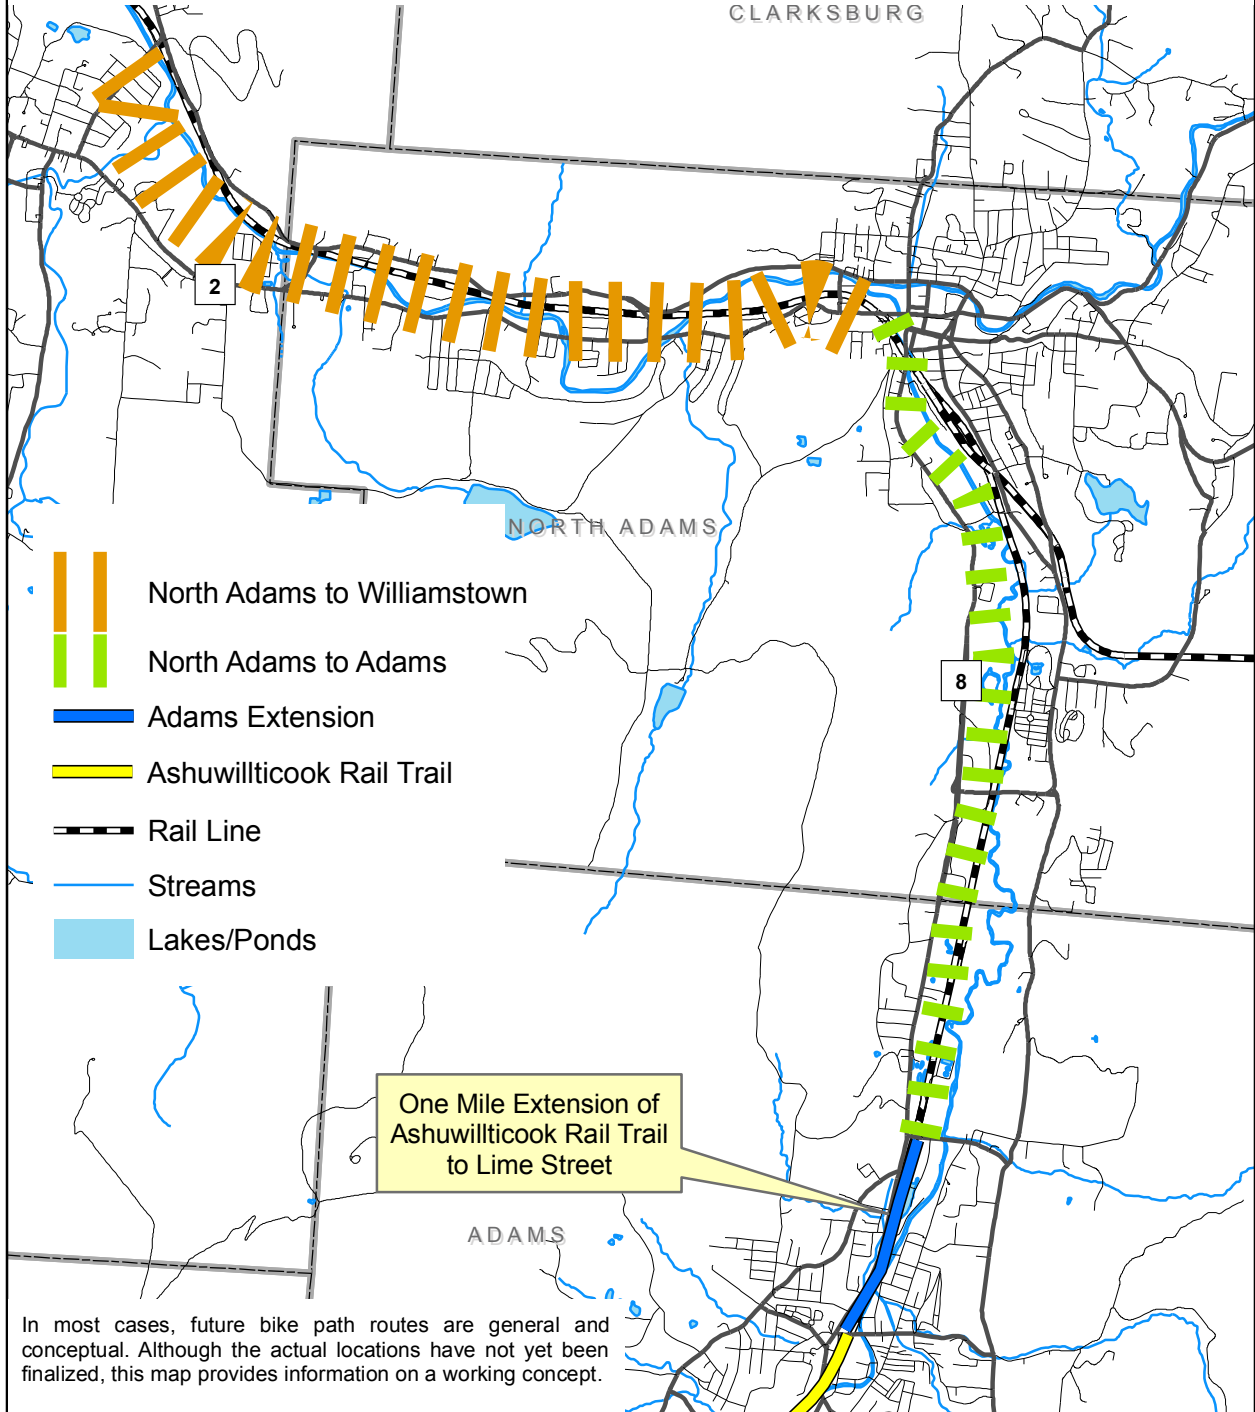 CLARKSBURG
2
NORTH ADAMS
North Adams to Williamstown
North Adams to Adams
8
Adams Extension
Ashuwillticook Rail Trail
Rail Line
Streams
Lakes/Ponds
One Mile Extension of
Ashuwillticook Rail Trail
to Lime Street
ADAMS
In most cases, future bike path routes are general and
conceptual. Although the actual locations have not yet been
finalized, this map provides information on a working concept.